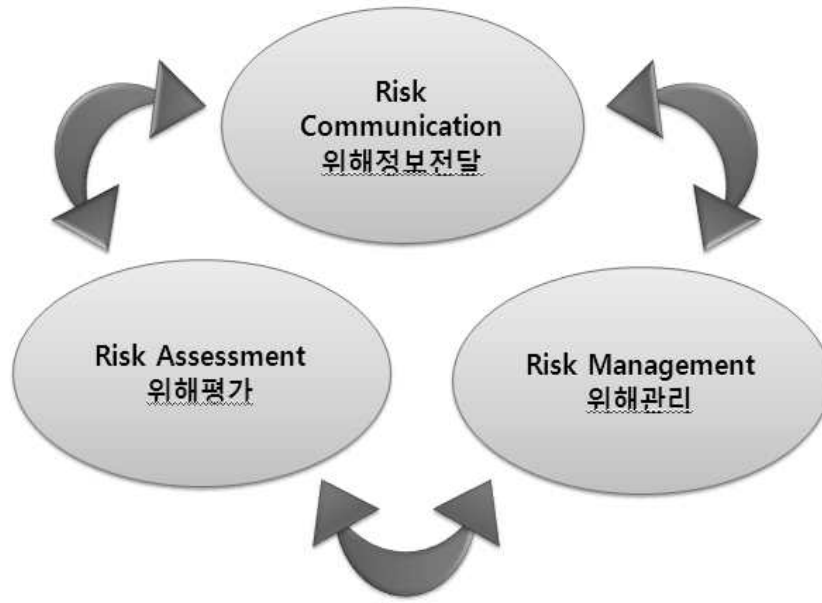 Risk
Communication
위해정보전달
Risk Assessment
위해평가
Risk Management
위해관리